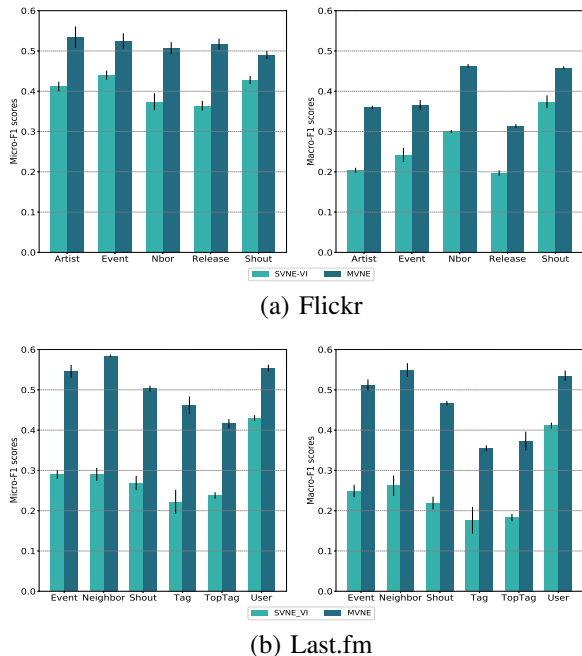 0.6
0.5
0.4
0.3
0.2
0.1
0.0
Micro-F1 scores
Artist Event Nbor Release Shout
0.6
0.5
0.4
0.3
0.2
0.1
0.0
Macro-F1 scores
Artist Event Nbor Release Shout
SVNE-VI MVNE
(a) Flickr
0.6
0.5
0.4
0.3
0.2
0.1
0.0
Micro-F1 scores
Event Neighbor Shout Tag TopTag User
0.6
0.5
0.4
0.3
0.2
0.1
0.0
Macro-F1 scores
Event Neighbor Shout Tag TopTag User
SVNE_VI MVNE
(b) Last.fm